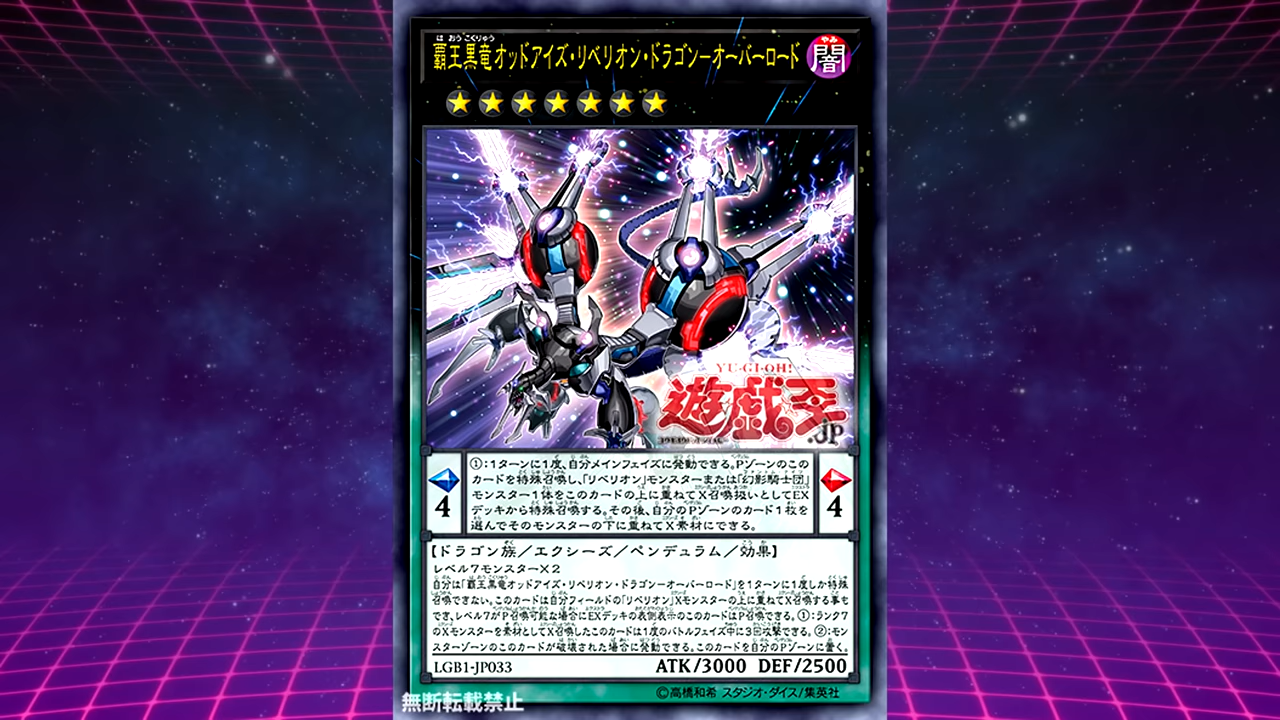 は おう こくりゅう
覇王黒竜オッドアイズ・リベリオン・ドラゴン－オーバーロード
やみ
闇
YU-GI-OH!
遊戯王
.JP
①：1ターンに1度、自分メインフェイズに発動できる。Pゾーンのこの
カードを特殊召喚し、「リベリオン」モンスターまたは「幻影騎士団」
モンスター1体をこのカードの上に重ねてX召喚扱いとしてEX
デッキから特殊召喚する。その後、自分のPゾーンのカード1枚を
選んでそのモンスターの下に重ねてX素材にできる。
4
4
【ドラゴン族／エクシーズ／ペンデュラム／効果】
レベル7モンスター×2
自分は「覇王黒竜オッドアイズ・リベリオン・ドラゴン－オーバーロード」を1ターンに1度しか特殊
召喚できない。このカードは自分フィールドの「リベリオン」Xモンスターの上に重ねてX召喚する事も
でき、レベル7がP召喚可能な場合にEXデッキの表側表示のこのカードはP召喚できる。①：ランク7
のXモンスターを素材としてX召喚したこのカードは1度のバトルフェイズ中に3回攻撃できる。②：モン
スターゾーンのこのカードが破壊された場合に発動できる。このカードを自分のPゾーンに置く。
LGB1-JP033
ATK/3000 DEF/2500
©高橋和希 スタジオ・ダイス/集英社
無断転載禁止